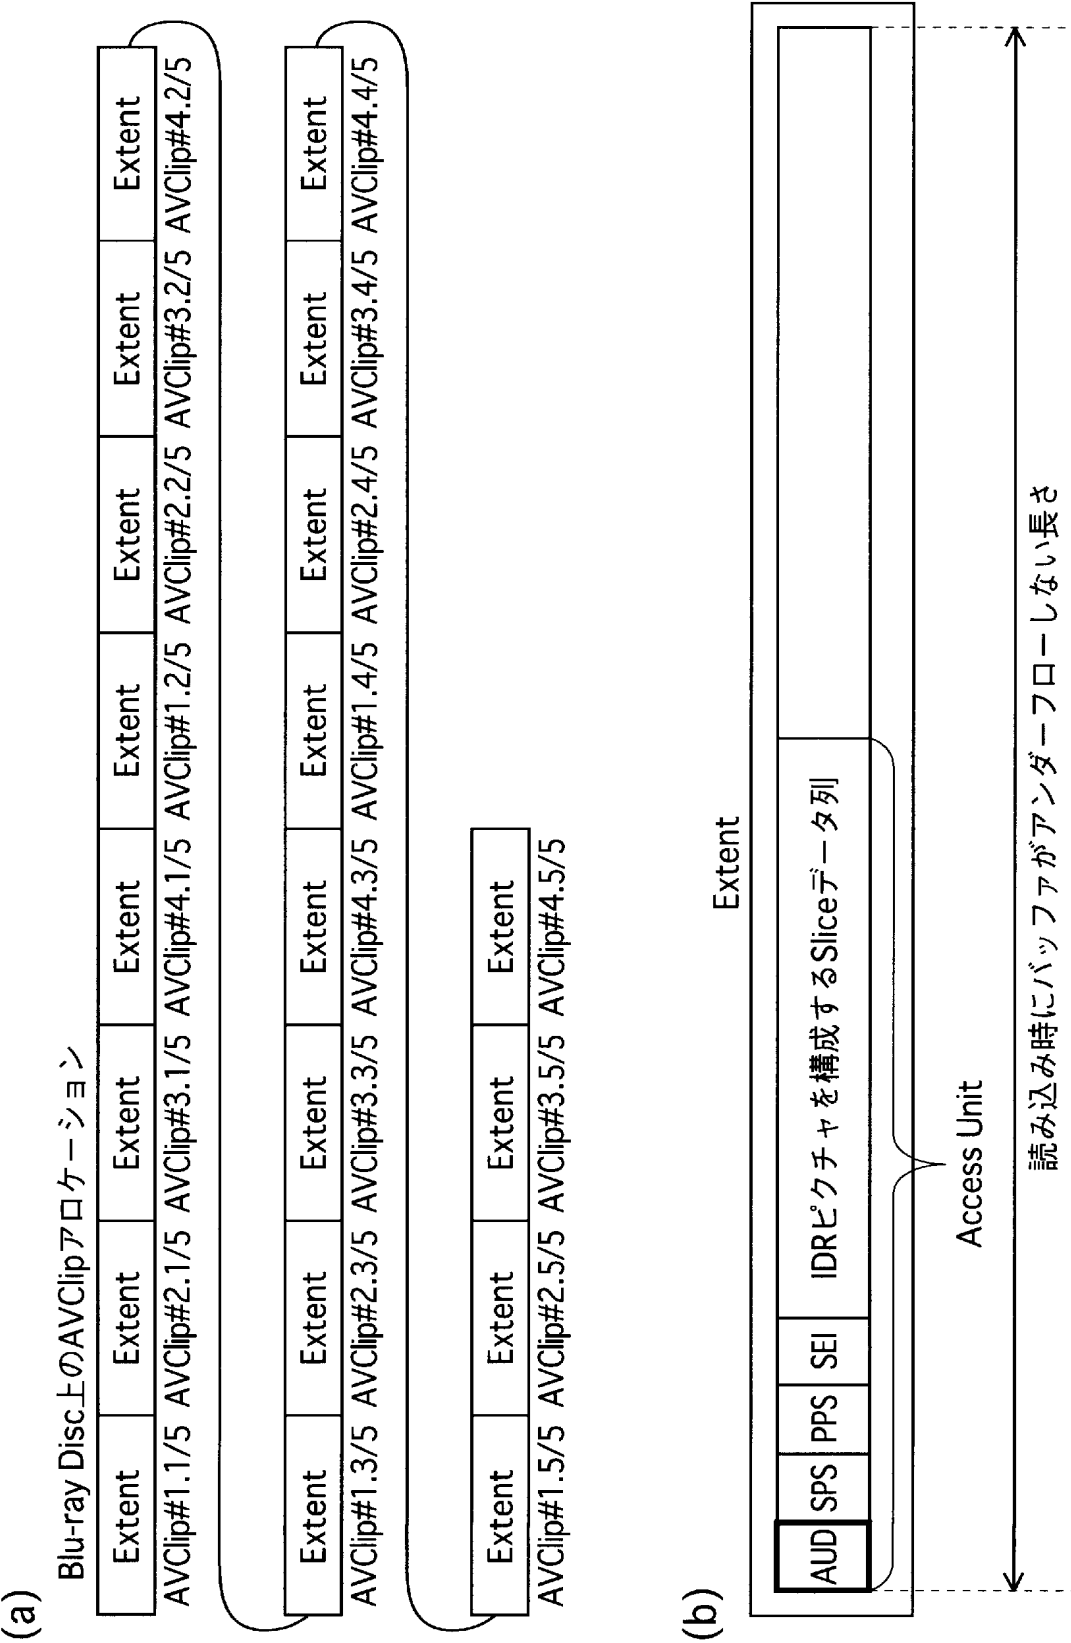 (a)
Blu-ray Disc上のAVClipアロケーション
Extent Extent Extent Extent Extent Extent Extent Extent
AVClip#1.1/5 AVClip#2.1/5 AVClip#3.1/5 AVClip#4.1/5 AVClip#1.2/5 AVClip#2.2/5 AVClip#3.2/5 AVClip#4.2/5
Extent Extent Extent Extent Extent Extent Extent Extent
AVClip#1.3/5 AVClip#2.3/5 AVClip#3.3/5 AVClip#4.3/5 AVClip#1.4/5 AVClip#2.4/5 AVClip#3.4/5 AVClip#4.4/5
Extent Extent Extent Extent
AVClip#1.5/5 AVClip#2.5/5 AVClip#3.5/5 AVClip#4.5/5
(b)
Extent
AUD SPS PPS SEI IDRピクチャを構成するSliceデータ列
Access Unit
読み込み時にバッファがアンダーフローしない長さ